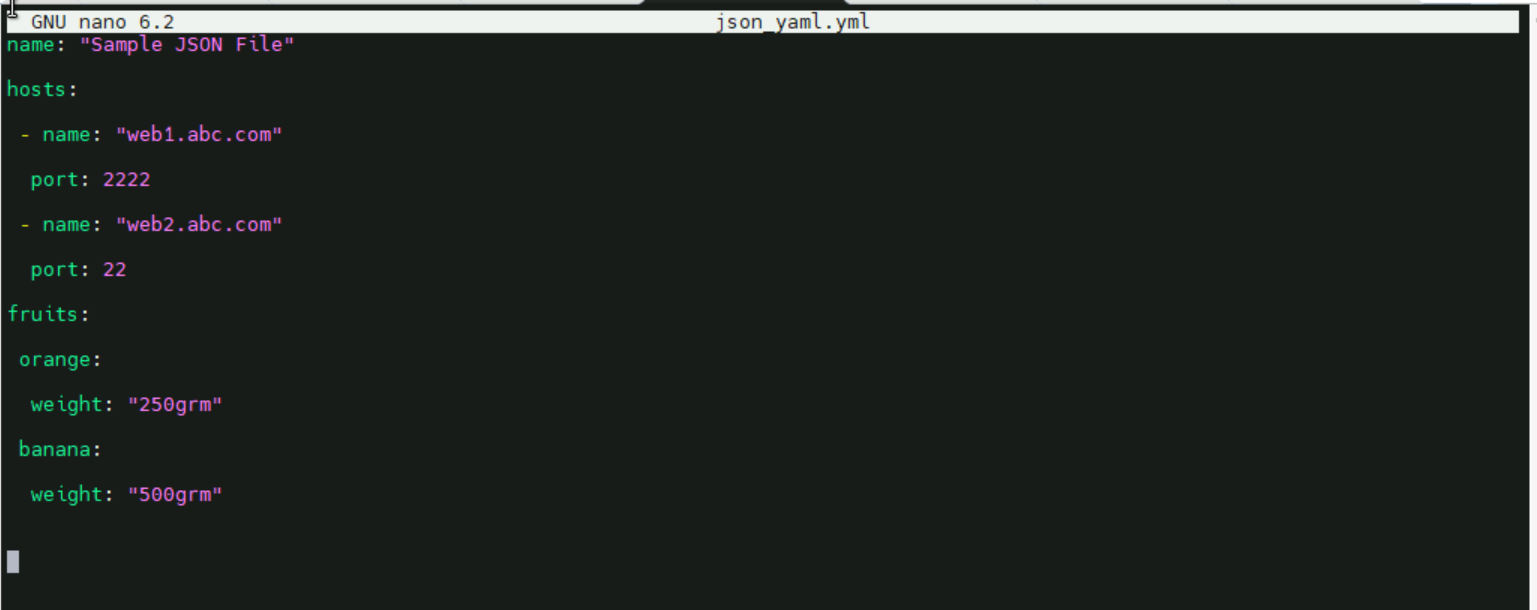 GNU nano 6.2 json_yaml.yml
name: "Sample JSON File"
hosts:
 - name: "web1.abc.com"
  port: 2222
 - name: "web2.abc.com"
  port: 22
fruits:
 orange:
  weight: "250grm"
 banana:
  weight: "500grm"